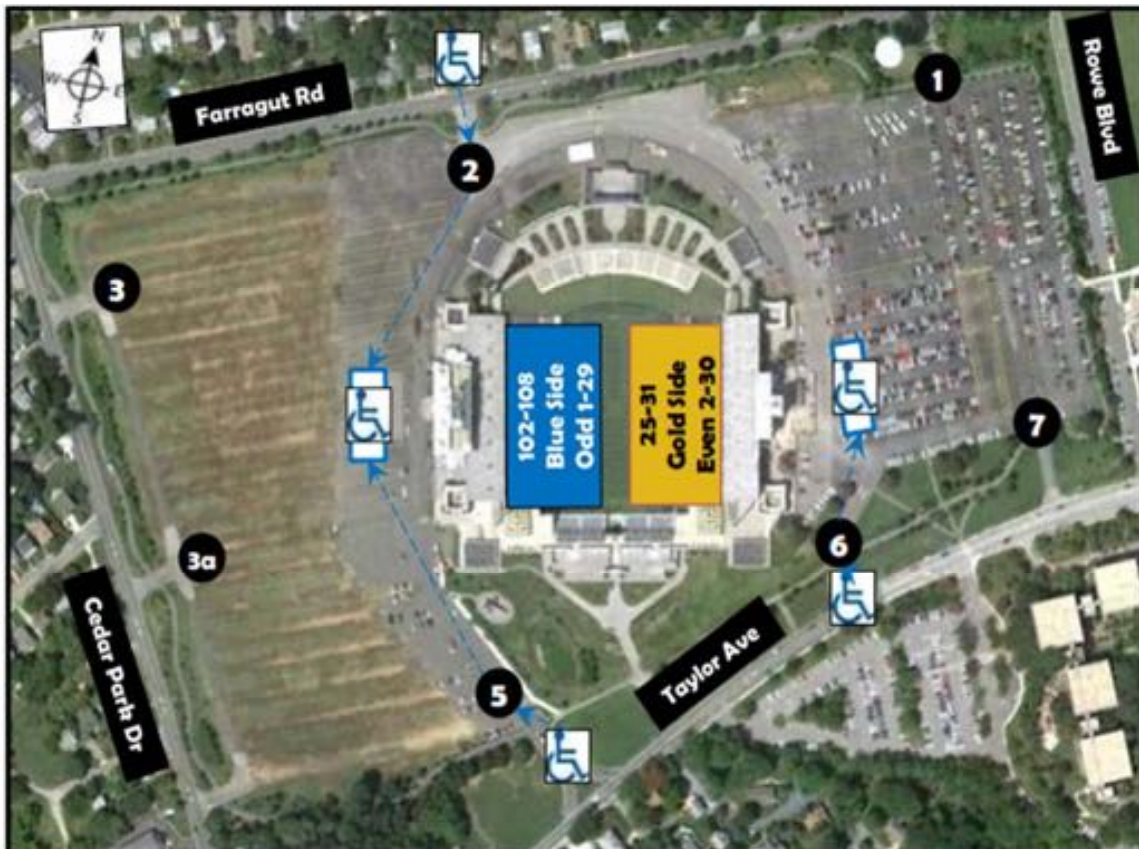 N
W
E
S
Farragut Rd
Rowe Blvd
1
2
3
102-108
Blue Side
Odd 1-29
25-31
Gold Side
Even 2-30
7
6
3a
Cedar Park Dr
5
Taylor Ave